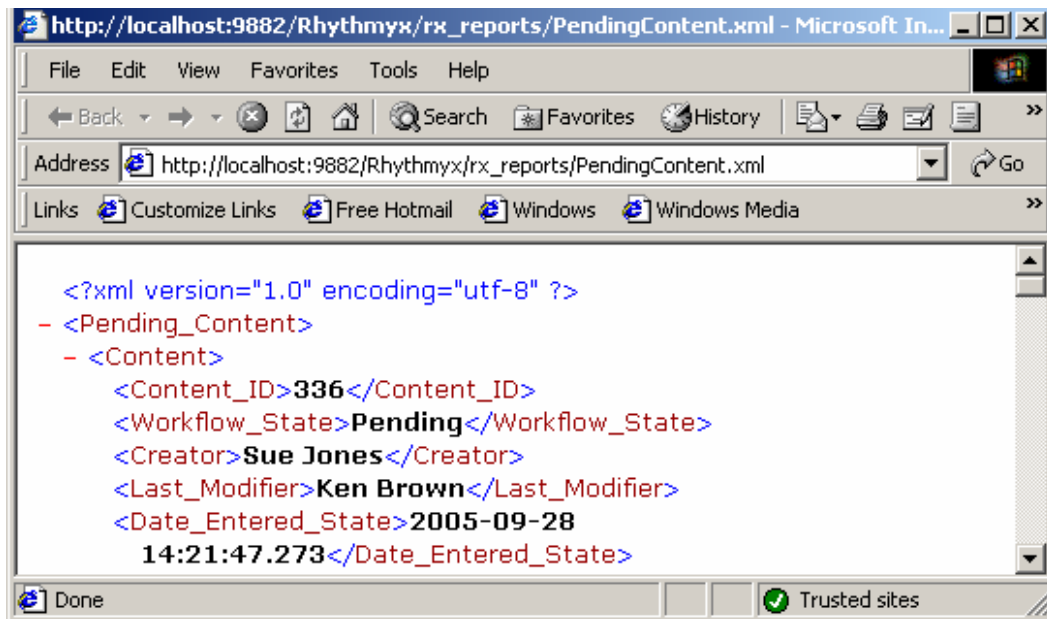 http://localhost:9882/Rhythmyx/rx_reports/PendingContent.xml - Microsoft In...
File Edit View Favorites Tools Help
Back Search Favorites History »
Address http://localhost:9882/Rhythmyx/rx_reports/PendingContent.xml Go
Links Customize Links Free Hotmail Windows Windows Media »
<?xml version="1.0" encoding="utf-8" ?>
- <Pending_Content>
- <Content>
<Content_ID>336</Content_ID>
<Workflow_State>Pending</Workflow_State>
<Creator>Sue Jones</Creator>
<Last_Modifier>Ken Brown</Last_Modifier>
<Date_Entered_State>2005-09-28
14:21:47.273</Date_Entered_State>
Done Trusted sites